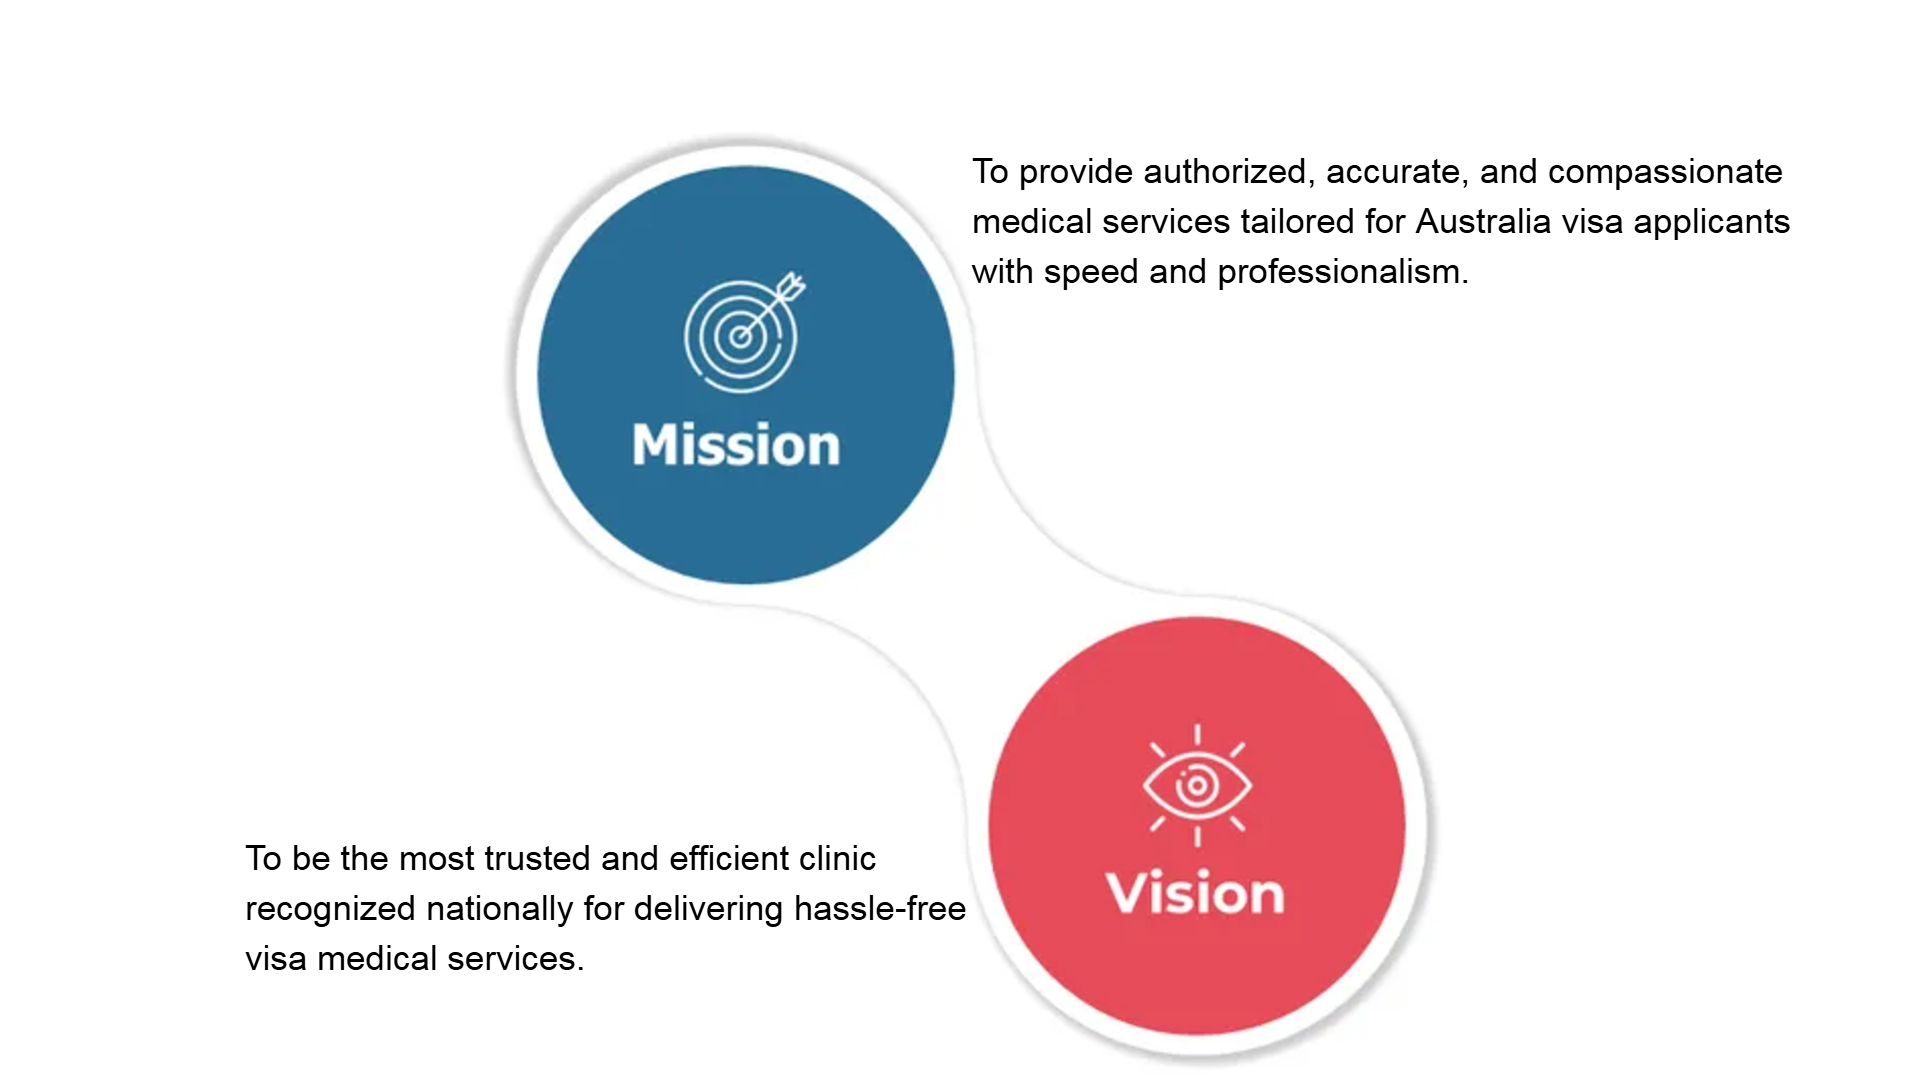 Mission
To provide authorized, accurate, and compassionate
medical services tailored for Australia visa applicants
with speed and professionalism.
Vision
To be the most trusted and efficient clinic
recognized nationally for delivering hassle-free
visa medical services.